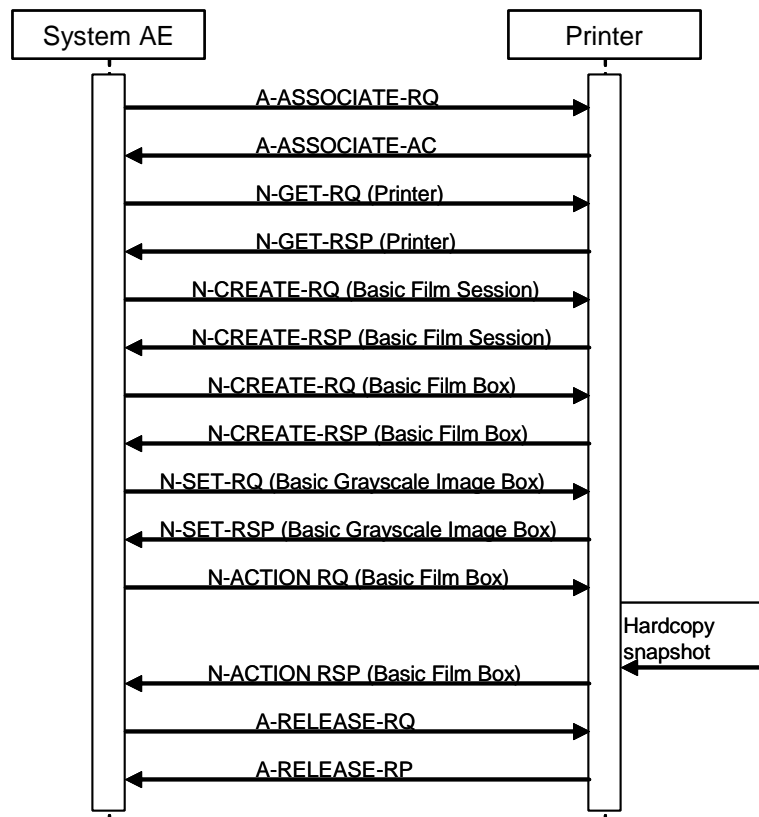 System AE
Printer
A-ASSOCIATE-RQ
A-ASSOCIATE-AC
N-GET-RQ (Printer)
N-GET-RSP (Printer)
N-CREATE-RQ (Basic Film Session)
N-CREATE-RSP (Basic Film Session)
N-CREATE-RQ (Basic Film Box)
N-CREATE-RSP (Basic Film Box)
N-SET-RQ (Basic Grayscale Image Box)
N-SET-RSP (Basic Grayscale Image Box)
N-ACTION RQ (Basic Film Box)
Hardcopy
snapshot
N-ACTION RSP (Basic Film Box)
A-RELEASE-RQ
A-RELEASE-RP